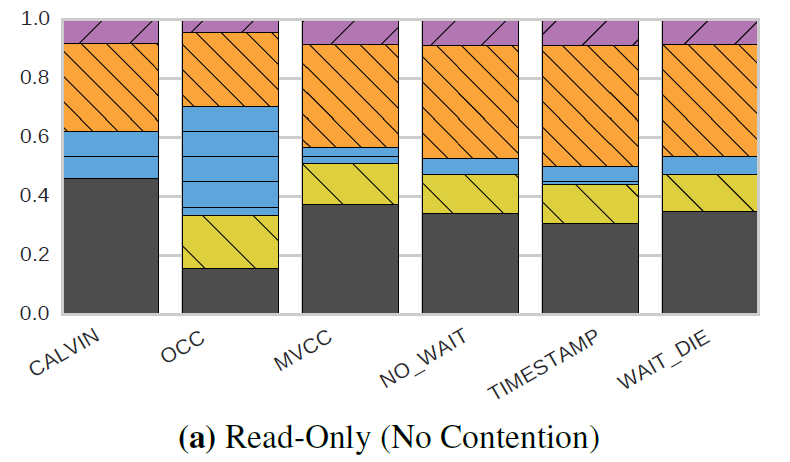 1.0
0.8
0.6
0.4
0.2
0.0
CALVIN
OCC
MVCC
NO_WAIT
TIMESTAMP
WAIT_DIE
(a) Read-Only (No Contention)